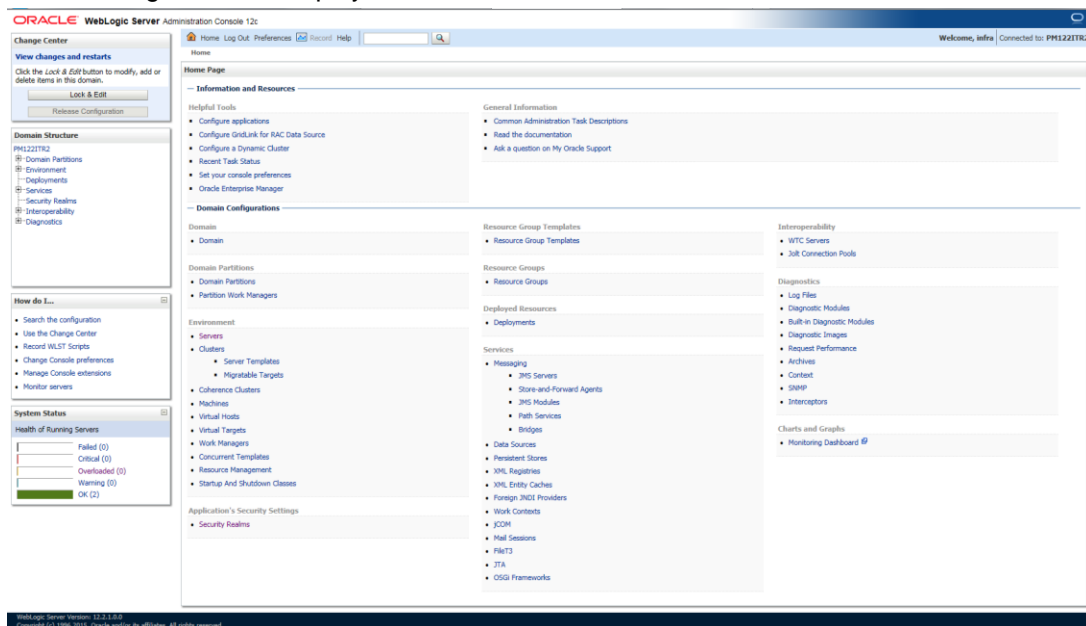 ORACLE WebLogic Server Administration Console 12c
Change Center
View changes and restarts
Click the Lock & Edit button to modify, add or
delete items in this domain.
Lock & Edit
Release Configuration
Domain Structure
PM122ITR2
Domain Partitions
Environment
Deployments
Services
Security Realms
Interoperability
Diagnostics
How do I...
Search the configuration
Use the Change Center
Record WLST Scripts
Change Console preferences
Manage Console extensions
Monitor servers
System Status
Health of Running Servers
Failed (0)
Critical (0)
Overloaded (0)
Warning (0)
OK (2)
Home Log Out Preferences Record Help
Welcome, infra Connected to: PM122ITR2
Home
Home Page
Information and Resources
Helpful Tools
Configure applications
Configure GridLink for RAC Data Source
Configure a Dynamic Cluster
Recent Task Status
Set your console preferences
Oracle Enterprise Manager
General Information
Common Administration Task Descriptions
Read the documentation
Ask a question on My Oracle Support
Domain Configurations
Domain
Domain
Domain Partitions
Domain Partitions
Partition Work Managers
Environment
Servers
Clusters
Server Templates
Migratable Targets
Coherence Clusters
Machines
Virtual Hosts
Virtual Targets
Work Managers
Concurrent Templates
Resource Management
Startup And Shutdown Classes
Application's Security Settings
Security Realms
Resource Group Templates
Resource Group Templates
Resource Groups
Resource Groups
Deployed Resources
Deployments
Services
Messaging
JMS Servers
Store-and-Forward Agents
JMS Modules
Path Services
Bridges
Data Sources
Persistent Stores
XML Registries
XML Entity Caches
Foreign JNDI Providers
Work Contexts
jCOM
Mail Sessions
FileT3
JTA
OSGi Frameworks
Interoperability
WTC Servers
Jolt Connection Pools
Diagnostics
Log Files
Diagnostic Modules
Built-in Diagnostic Modules
Diagnostic Images
Request Performance
Archives
Context
SNMP
Interceptors
Charts and Graphs
Monitoring Dashboard
WebLogic Server Version: 12.2.1.0.0
Copyright (c) 1996,2015, Oracle and/or its affiliates. All rights reserved.